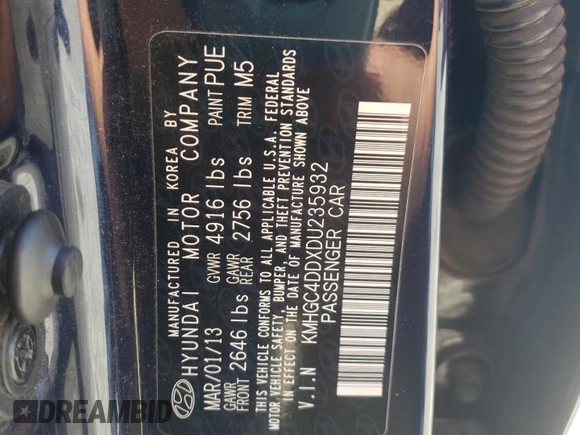 MANUFACTURED IN KOREA BY
HYUNDAI MOTOR COMPANY
MAR/01/13 GVWR 4916 lbs PAINT PUE
GAWR FRONT 2646 lbs GAWR REAR 2756 lbs TRIM M5
THIS VEHICLE CONFORMS TO ALL APPLICABLE U.S.A. FEDERAL
MOTOR VEHICLE SAFETY, BUMPER, AND THEFT PREVENTION STANDARDS
IN EFFECT ON THE DATE OF MANUFACTURE SHOWN ABOVE.
V.I.N KMHGC4DDXDU235932
PASSENGER CAR
DREAMBID